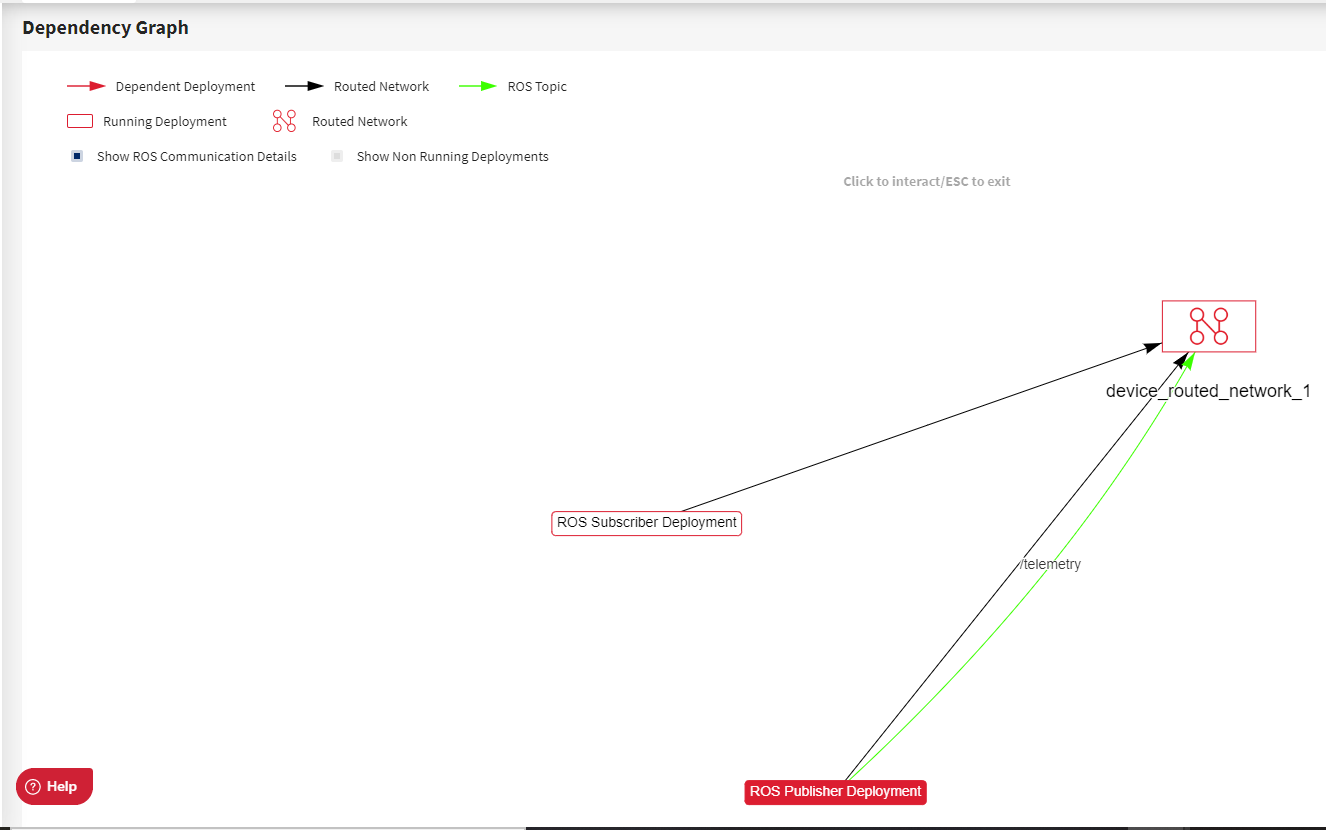 Dependency Graph
Dependent Deployment
Routed Network
ROS Topic
Running Deployment
Routed Network
Show ROS Communication Details
Show Non Running Deployments
Click to interact/ESC to exit
device_routed_network_1
ROS Subscriber Deployment
/telemetry
? Help
ROS Publisher Deployment